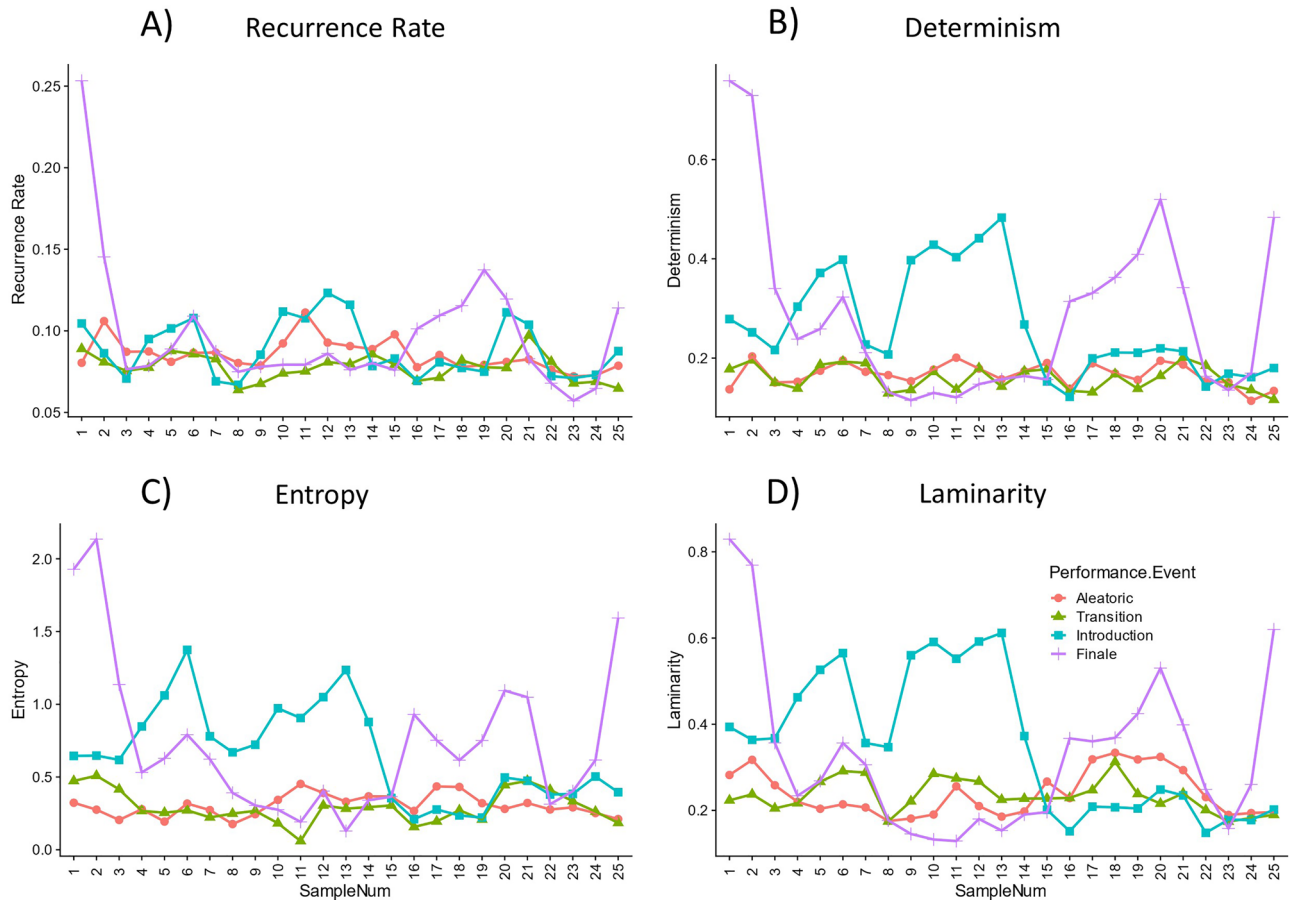 A) Recurrence Rate
B) Determinism
Recurrence Rate
0.25
0.20
0.15
0.10
0.05
1 2 3 4 5 6 7 8 9 10 11 12 13 14 15 16 17 18 19 20 21 22 23 24 25
Determinism
0.6
0.4
0.2
1 2 3 4 5 6 7 8 9 10 11 12 13 14 15 16 17 18 19 20 21 22 23 24 25
C) Entropy
D) Laminarity
Entropy
2.0
1.5
1.0
0.5
0.0
1 2 3 4 5 6 7 8 9 10 11 12 13 14 15 16 17 18 19 20 21 22 23 24 25
SampleNum
Laminarity
0.8
0.6
0.4
0.2
Performance.Event
Aleatoric
Transition
Introduction
Finale
1 2 3 4 5 6 7 8 9 10 11 12 13 14 15 16 17 18 19 20 21 22 23 24 25
SampleNum